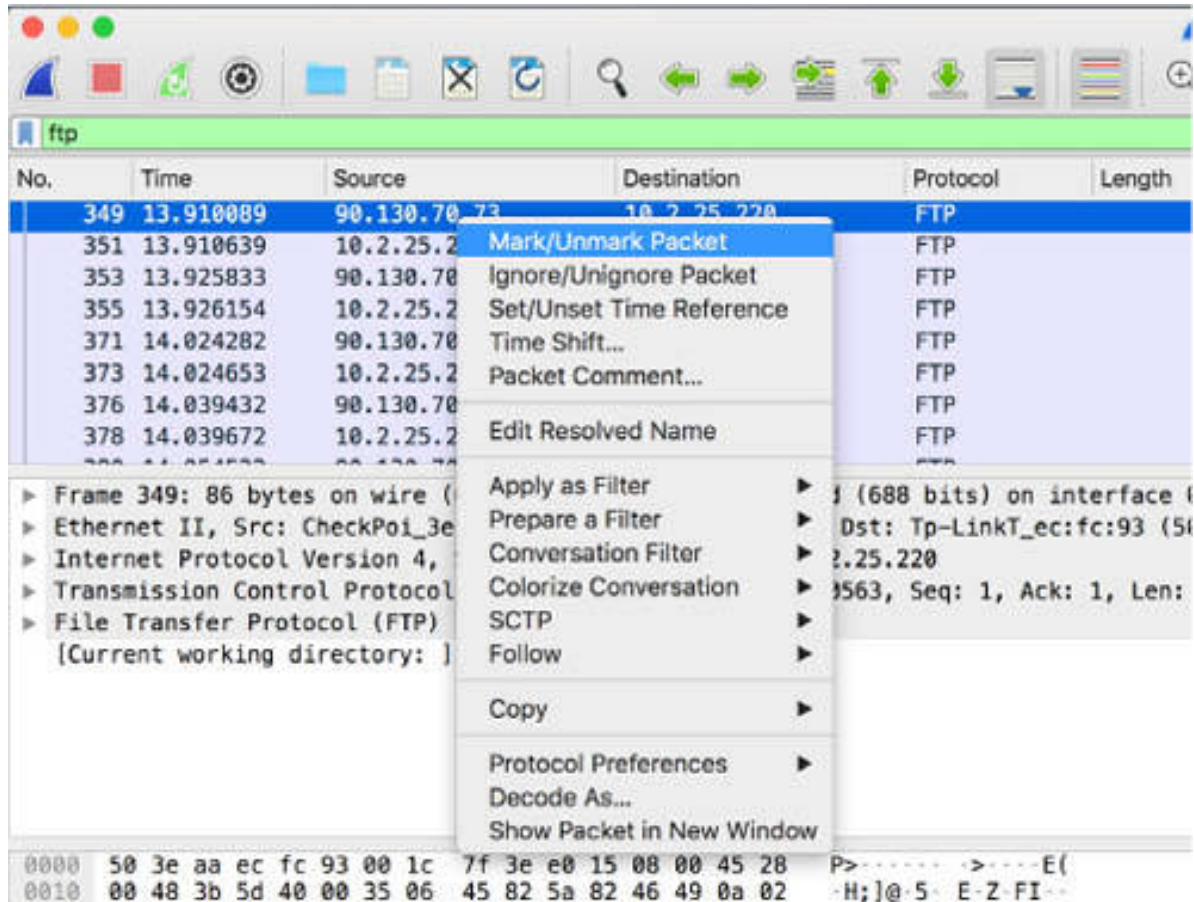 ftp
No. Time Source Destination Protocol Length
349 13.910089 90.130.70.73 10.2.25.220 FTP
351 13.910639 10.2.25.2 FTP
353 13.925833 90.130.70 FTP
355 13.926154 10.2.25.2 FTP
371 14.024282 90.130.70 FTP
373 14.024653 10.2.25.2 FTP
376 14.039432 90.130.70 FTP
378 14.039672 10.2.25.2 FTP
Mark/Unmark Packet
Ignore/Unignore Packet
Set/Unset Time Reference
Time Shift...
Packet Comment...
Edit Resolved Name
Apply as Filter
Prepare a Filter
Conversation Filter
Colorize Conversation
SCTP
Follow
Copy
Protocol Preferences
Decode As...
Show Packet in New Window
Frame 349: 86 bytes on wire ( (688 bits) on interface
Ethernet II, Src: CheckPoi_3e Dst: Tp-LinkT_ec:fc:93 (5
Internet Protocol Version 4, 2.25.220
Transmission Control Protocol 0563, Seq: 1, Ack: 1, Len:
File Transfer Protocol (FTP)
[Current working directory: ]
0000 50 3e aa ec fc 93 00 1c 7f 3e e0 15 08 00 45 28 P>······ ·>····E(
0010 00 48 3b 5d 40 00 35 06 45 82 5a 82 46 49 0a 02 ·H;]@·5· E·Z·FI··